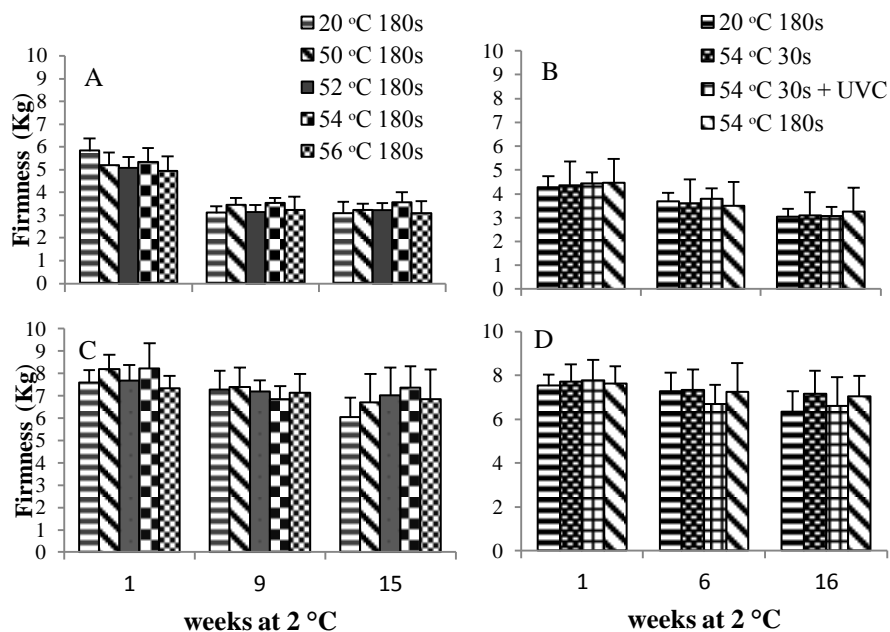 A
20 °C 180s
50 °C 180s
52 °C 180s
54 °C 180s
56 °C 180s
Firmness (Kg)
10
9
8
7
6
5
4
3
2
1
0
B
20 °C 180s
54 °C 30s
54 °C 30s + UVC
54 °C 180s
10
9
8
7
6
5
4
3
2
1
0
C
Firmness (Kg)
10
9
8
7
6
5
4
3
2
1
0
1 9 15
weeks at 2 °C
D
10
8
6
4
2
0
1 6 16
weeks at 2 °C